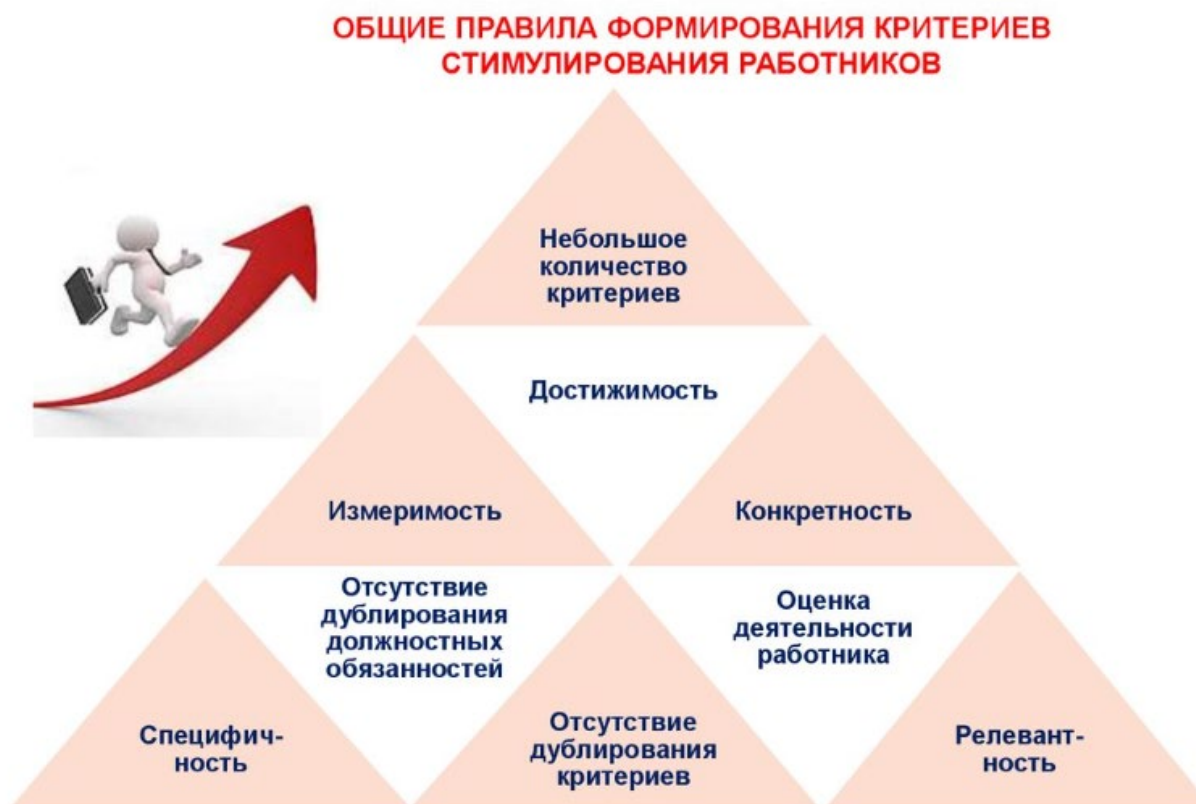 ОБЩИЕ ПРАВИЛА ФОРМИРОВАНИЯ КРИТЕРИЕВ
СТИМУЛИРОВАНИЯ РАБОТНИКОВ
Небольшое
количество
критериев
Достижимость
Измеримость
Конкретность
Отсутствие
дублирования
должностных
обязанностей
Оценка
деятельности
работника
Специфич-
ность
Отсутствие
дублирования
критериев
Релевант-
ность